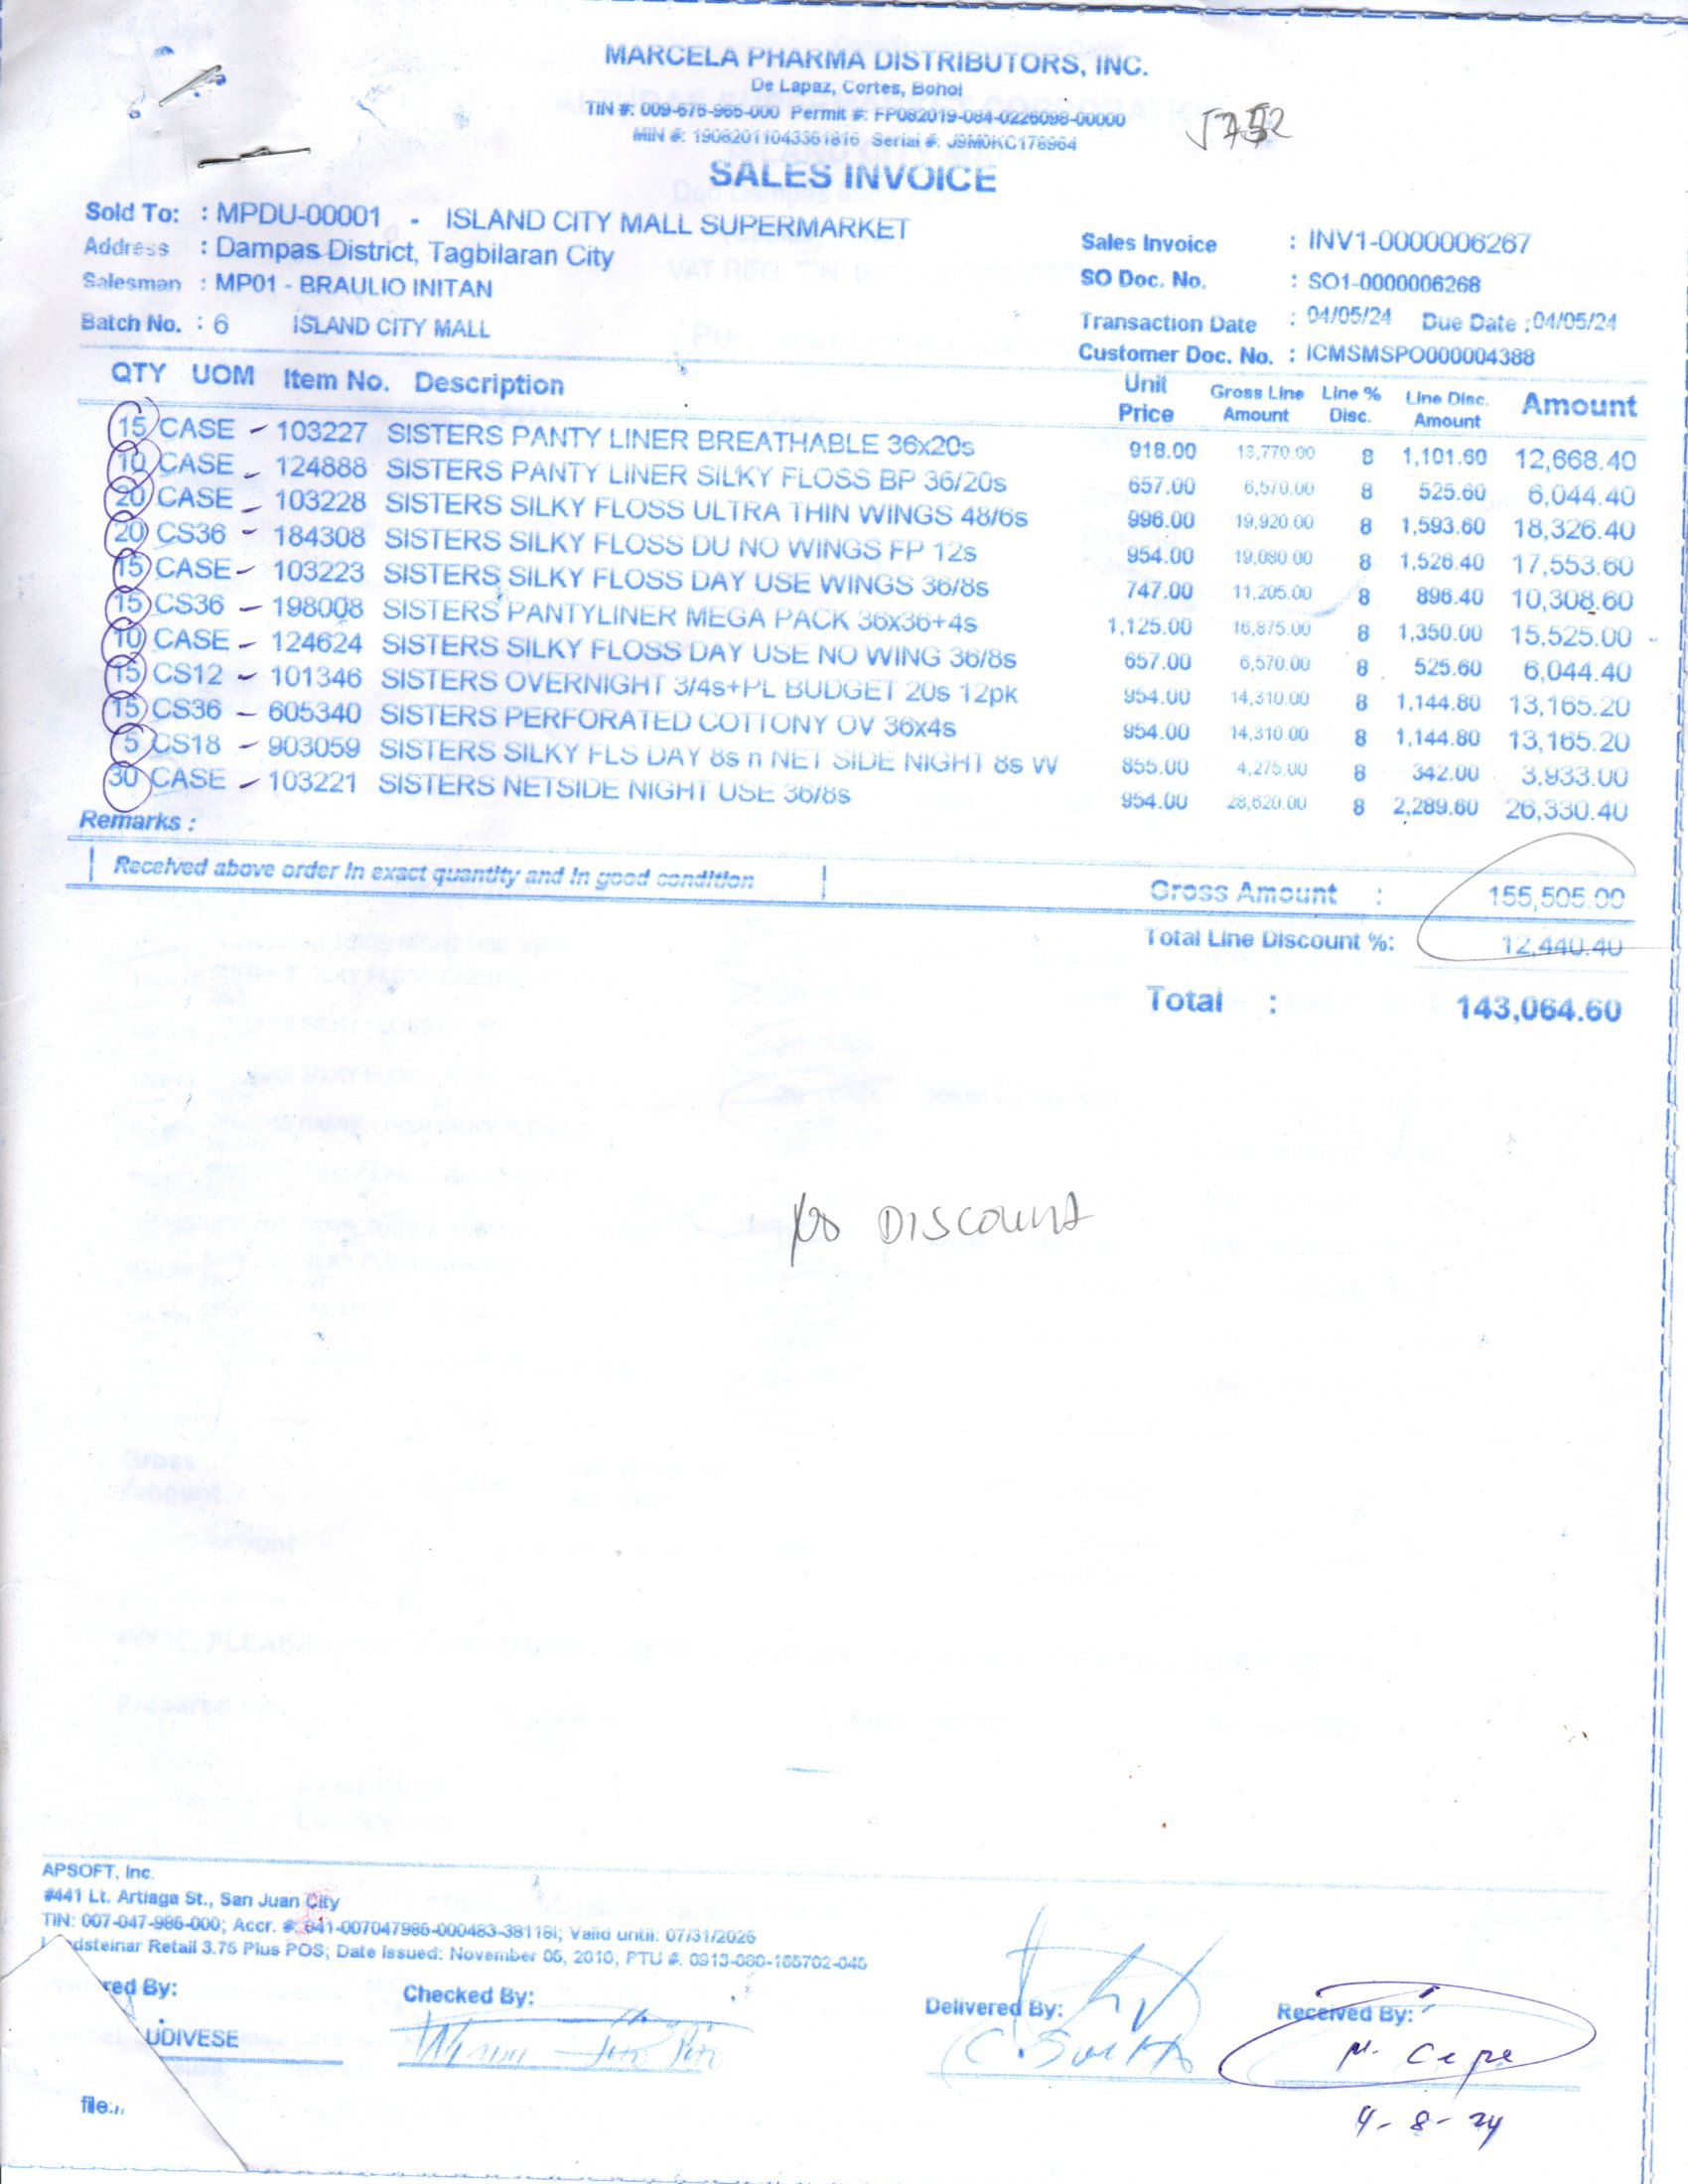 MARCELA PHARMA DISTRIBUTORS, INC.
De Lapaz, Cortes, Bohol
TIN #: 009-676-965-000 Permit #: FP082019-084-0226098-00000
MIN #: 19082011043351816 Serial #: J9M0KC178964
SALES INVOICE
Sold To: : MPDU-00001 - ISLAND CITY MALL SUPERMARKET
Address : Dampas District, Tagbilaran City
Salesman : MP01 - BRAULIO INITAN
Batch No. : 6 ISLAND CITY MALL
Sales Invoice : INV1-0000006267
SO Doc. No. : SO1-0000006268
Transaction Date : 04/05/24 Due Date : 04/05/24
Customer Doc. No. : ICMSMSPO000004388
QTY UOM Item No. Description Unit Price Gross Line Amount Line % Disc. Line Disc. Amount Amount
15 CASE - 103227 SISTERS PANTY LINER BREATHABLE 36x20s 918.00 13,770.00 8 1,101.60 12,668.40
10 CASE - 124888 SISTERS PANTY LINER SILKY FLOSS BP 36/20s 657.00 6,570.00 8 525.60 6,044.40
20 CASE - 103228 SISTERS SILKY FLOSS ULTRA THIN WINGS 48/6s 996.00 19,920.00 8 1,593.60 18,326.40
20 CS36 - 184308 SISTERS SILKY FLOSS DU NO WINGS FP 12s 954.00 19,080.00 8 1,526.40 17,553.60
15 CASE - 103223 SISTERS SILKY FLOSS DAY USE WINGS 36/8s 747.00 11,205.00 8 896.40 10,308.60
15 CS36 - 198008 SISTERS PANTYLINER MEGA PACK 36x36+4s 1,125.00 16,875.00 8 1,350.00 15,525.00
10 CASE - 124624 SISTERS SILKY FLOSS DAY USE NO WING 36/8s 657.00 6,570.00 8 525.60 6,044.40
15 CS12 - 101346 SISTERS OVERNIGHT 3/4s+PL BUDGET 20s 12pk 954.00 14,310.00 8 1,144.80 13,165.20
15 CS36 - 605340 SISTERS PERFORATED COTTONY OV 36x4s 954.00 14,310.00 8 1,144.80 13,165.20
5 CS18 - 903059 SISTERS SILKY FLS DAY 8s n NET SIDE NIGHT 8s W 855.00 4,275.00 8 342.00 3,933.00
30 CASE - 103221 SISTERS NETSIDE NIGHT USE 36/8s 954.00 28,620.00 8 2,289.60 26,330.40
Remarks :
Received above order in exact quantity and in good condition
Gross Amount : 155,505.00
Total Line Discount %: 12,440.40
Total : 143,064.60
No DISCOUNT
APSOFT, Inc.
#441 Lt. Artiaga St., San Juan City
TIN: 007-047-986-000; Accr. #: 041-007047985-000483-38118I; Valid until: 07/31/2025
dsteinar Retail 3.75 Plus POS; Date Issued: November 05, 2010; PTU #: 0913-080-155702-045
red By: Checked By: Delivered By: Received By:
UDIVESE
4-8-24
file